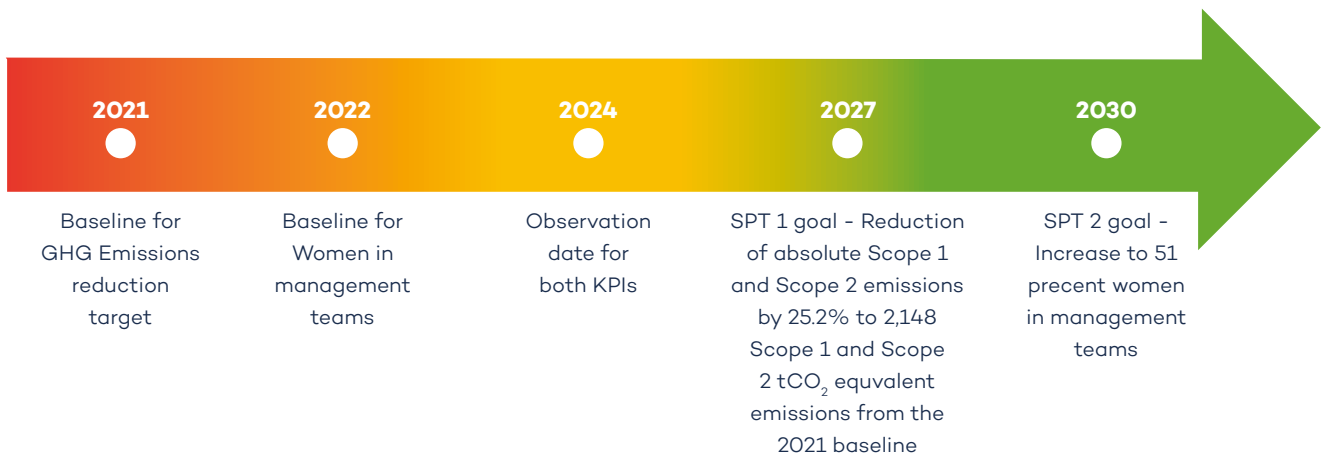 2021
Baseline for
GHG Emissions
reduction
target
2022
Baseline for
Women in
management
teams
2024
Observation
date for
both KPIs
2027
SPT 1 goal - Reduction
of absolute Scope 1
and Scope 2 emissions
by 25.2% to 2,148
Scope 1 and Scope
2 tCO₂ equvalent
emissions from the
2021 baseline
2030
SPT 2 goal -
Increase to 51
precent women
in management
teams